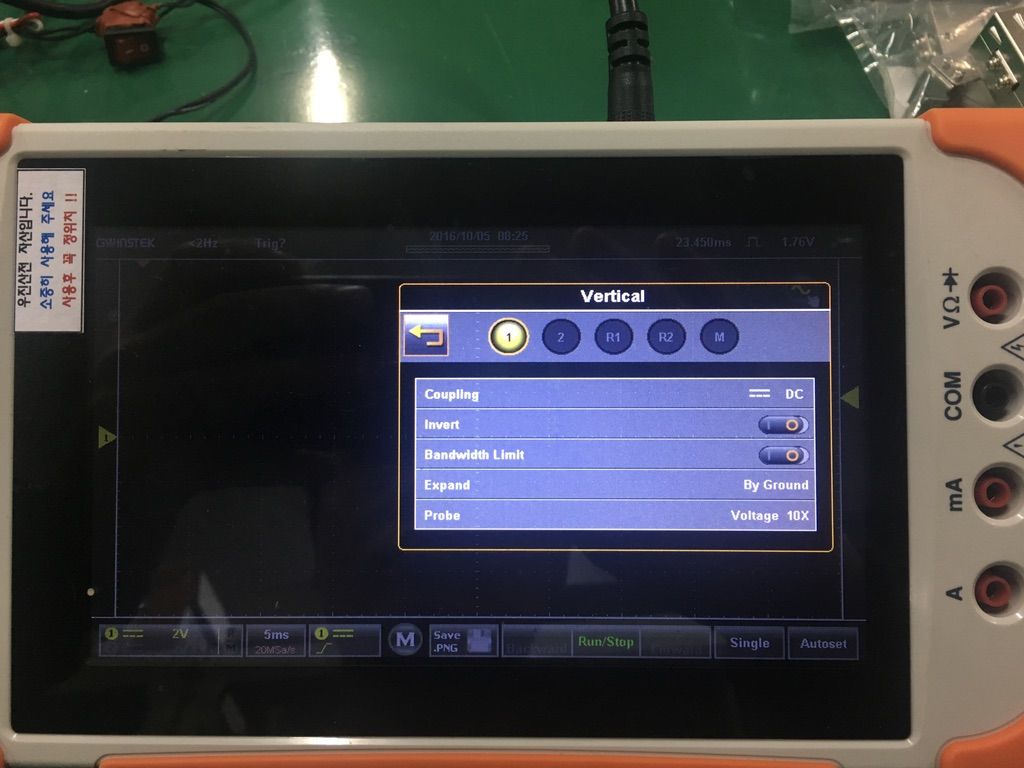 우진산전 자산입니다.
소중히 사용해 주세요
사용후 꼭 정위치 !!
GWINSTEK <2Hz Trig? 2016/10/05 08:25 23.450ms 1.76V
Vertical
1 2 R1 R2 M
Coupling DC
Invert
Bandwidth Limit
Expand By Ground
Probe Voltage 10X
1
1 2V 5ms 1 M Save Run/Stop Single Autoset
20MSa/s .PNG
VΩ
COM
mA
A